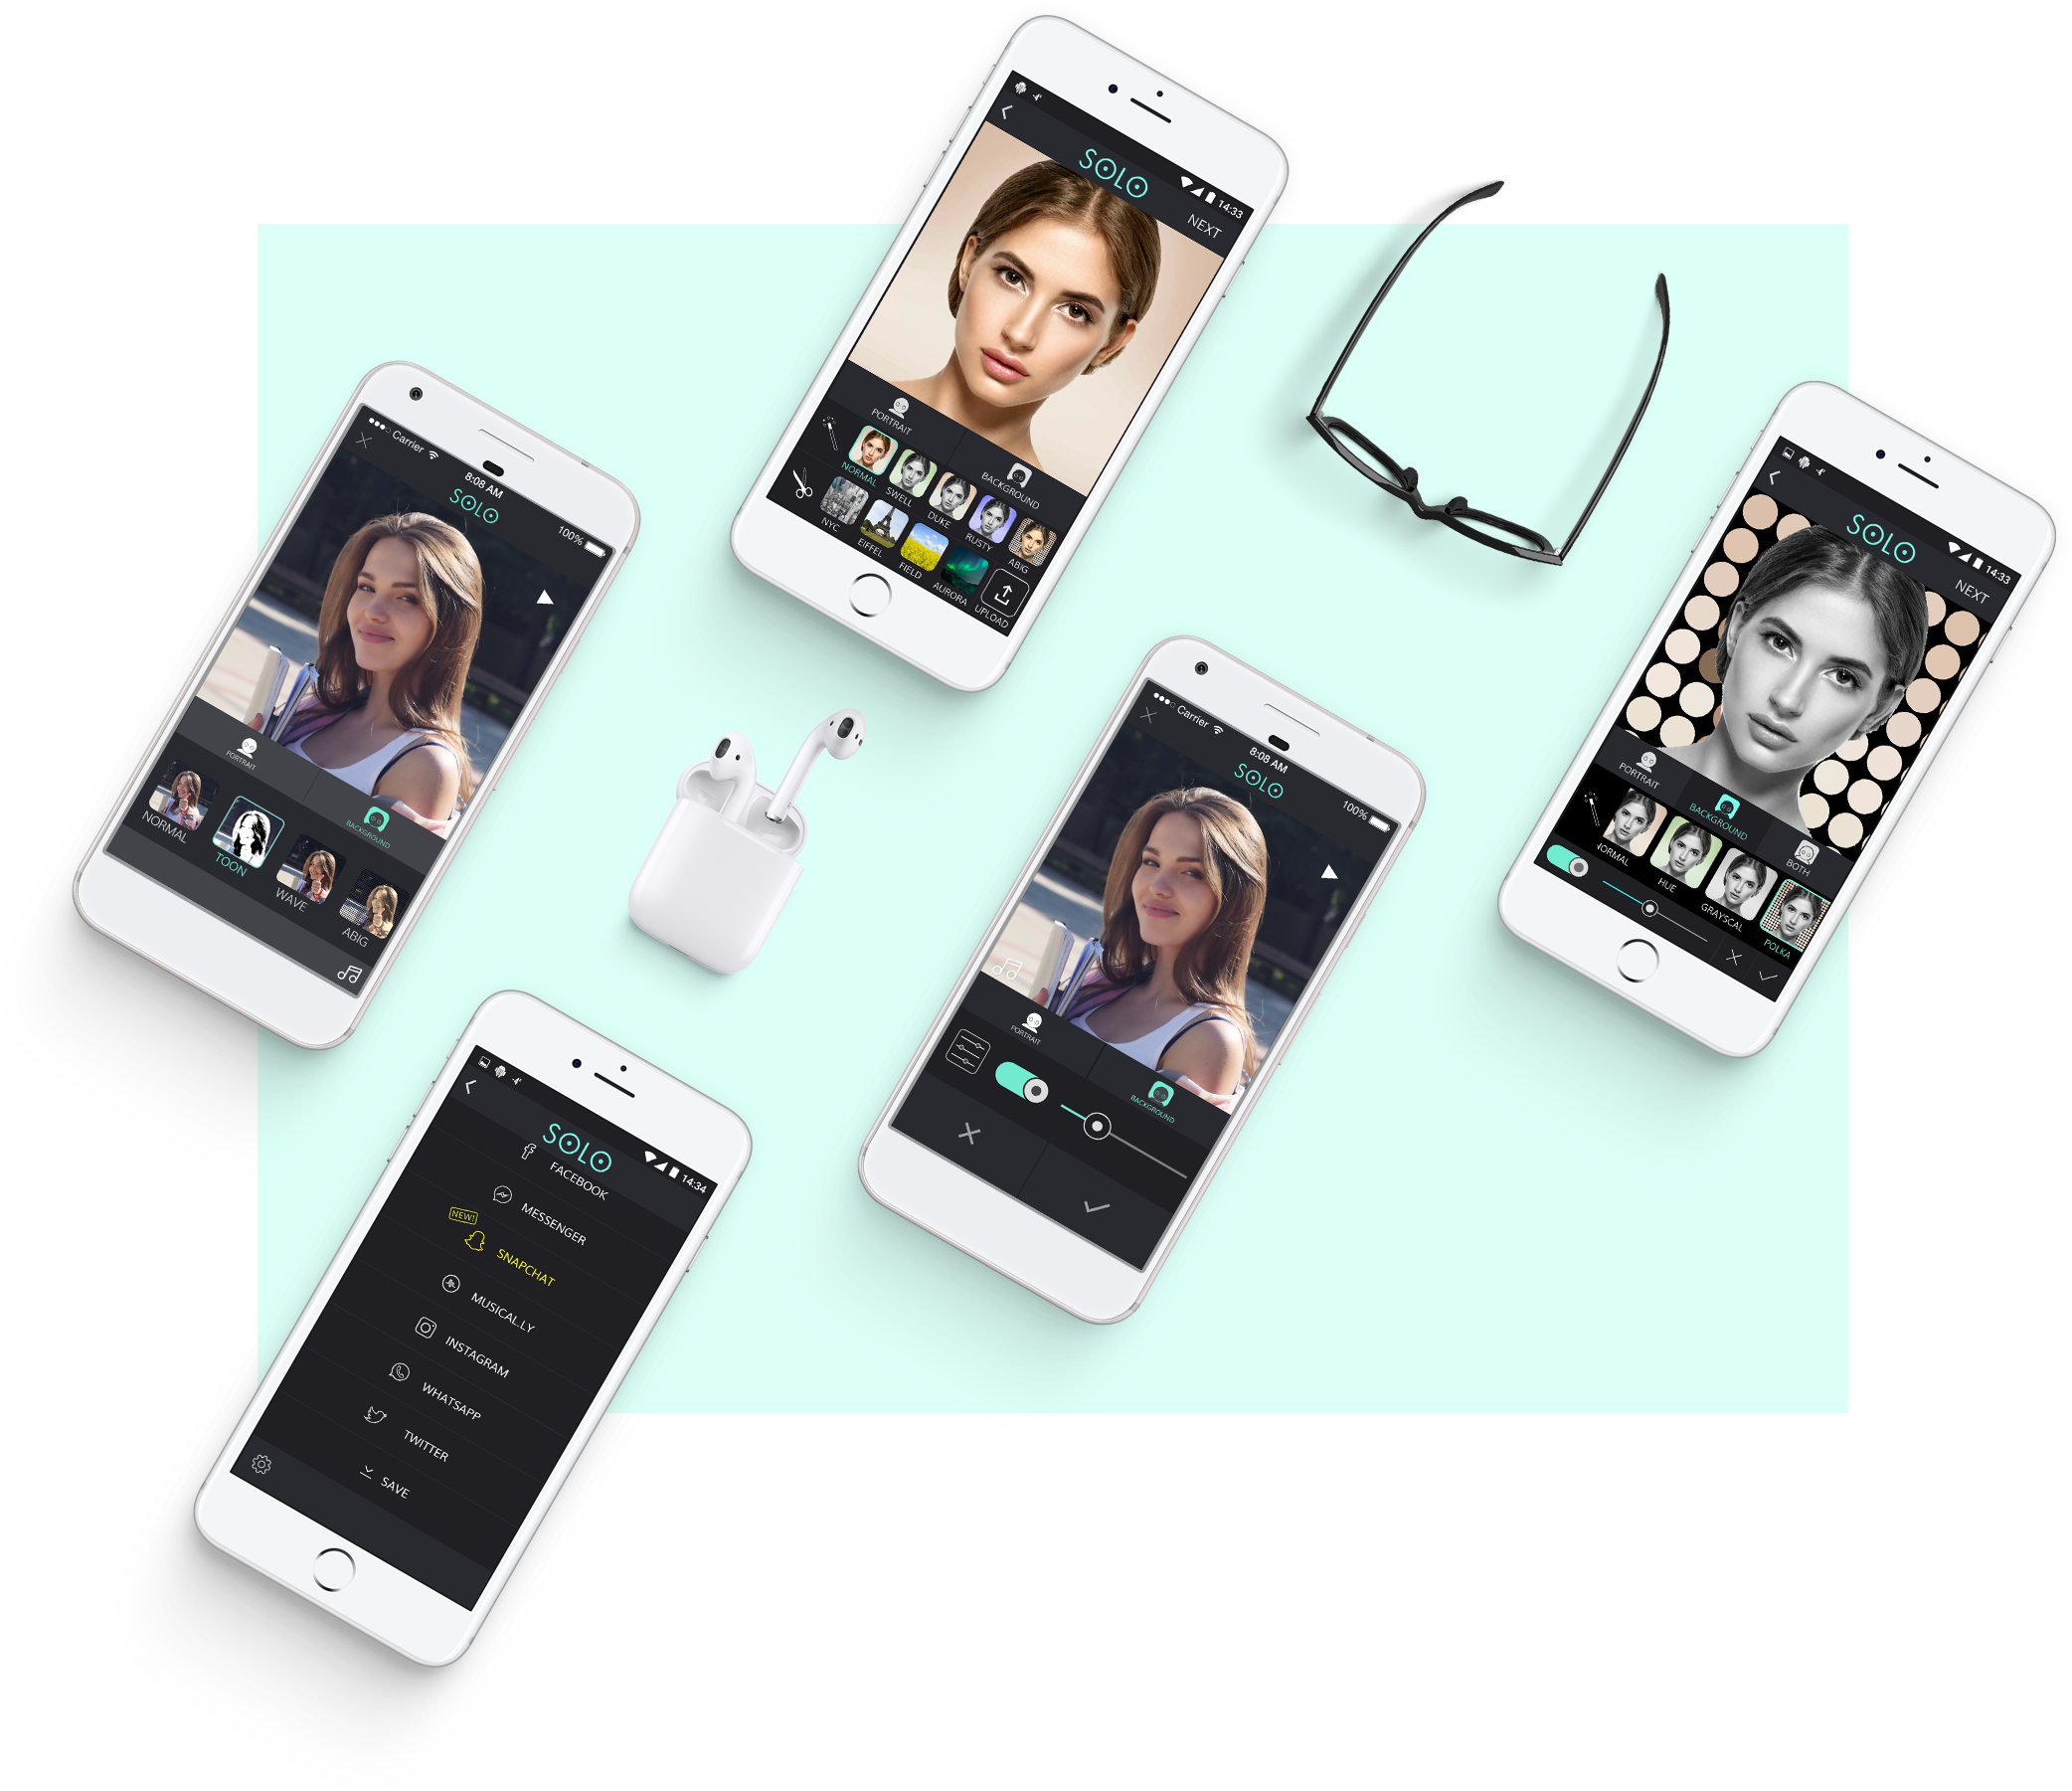 SOLO
14:33
NEXT
PORTRAIT
BACKGROUND
NORMAL
SWELL
DUKE
RUSTY
ABIG
NYC
EIFFEL
FIELD
AURORA
UPLOAD
Carrier
8:08 AM
100%
SOLO
PORTRAIT
BACKGROUND
NORMAL
TOON
WAVE
ABIG
14:33
SOLO
NEXT
PORTRAIT
BACKGROUND
BOTH
NORMAL
HUE
GRAYSCAL
POLKA
Carrier
8:08 AM
100%
SOLO
PORTRAIT
BACKGROUND
14:34
SOLO
FACEBOOK
MESSENGER
NEW!
SNAPCHAT
MUSICAL.LY
INSTAGRAM
WHATSAPP
TWITTER
SAVE